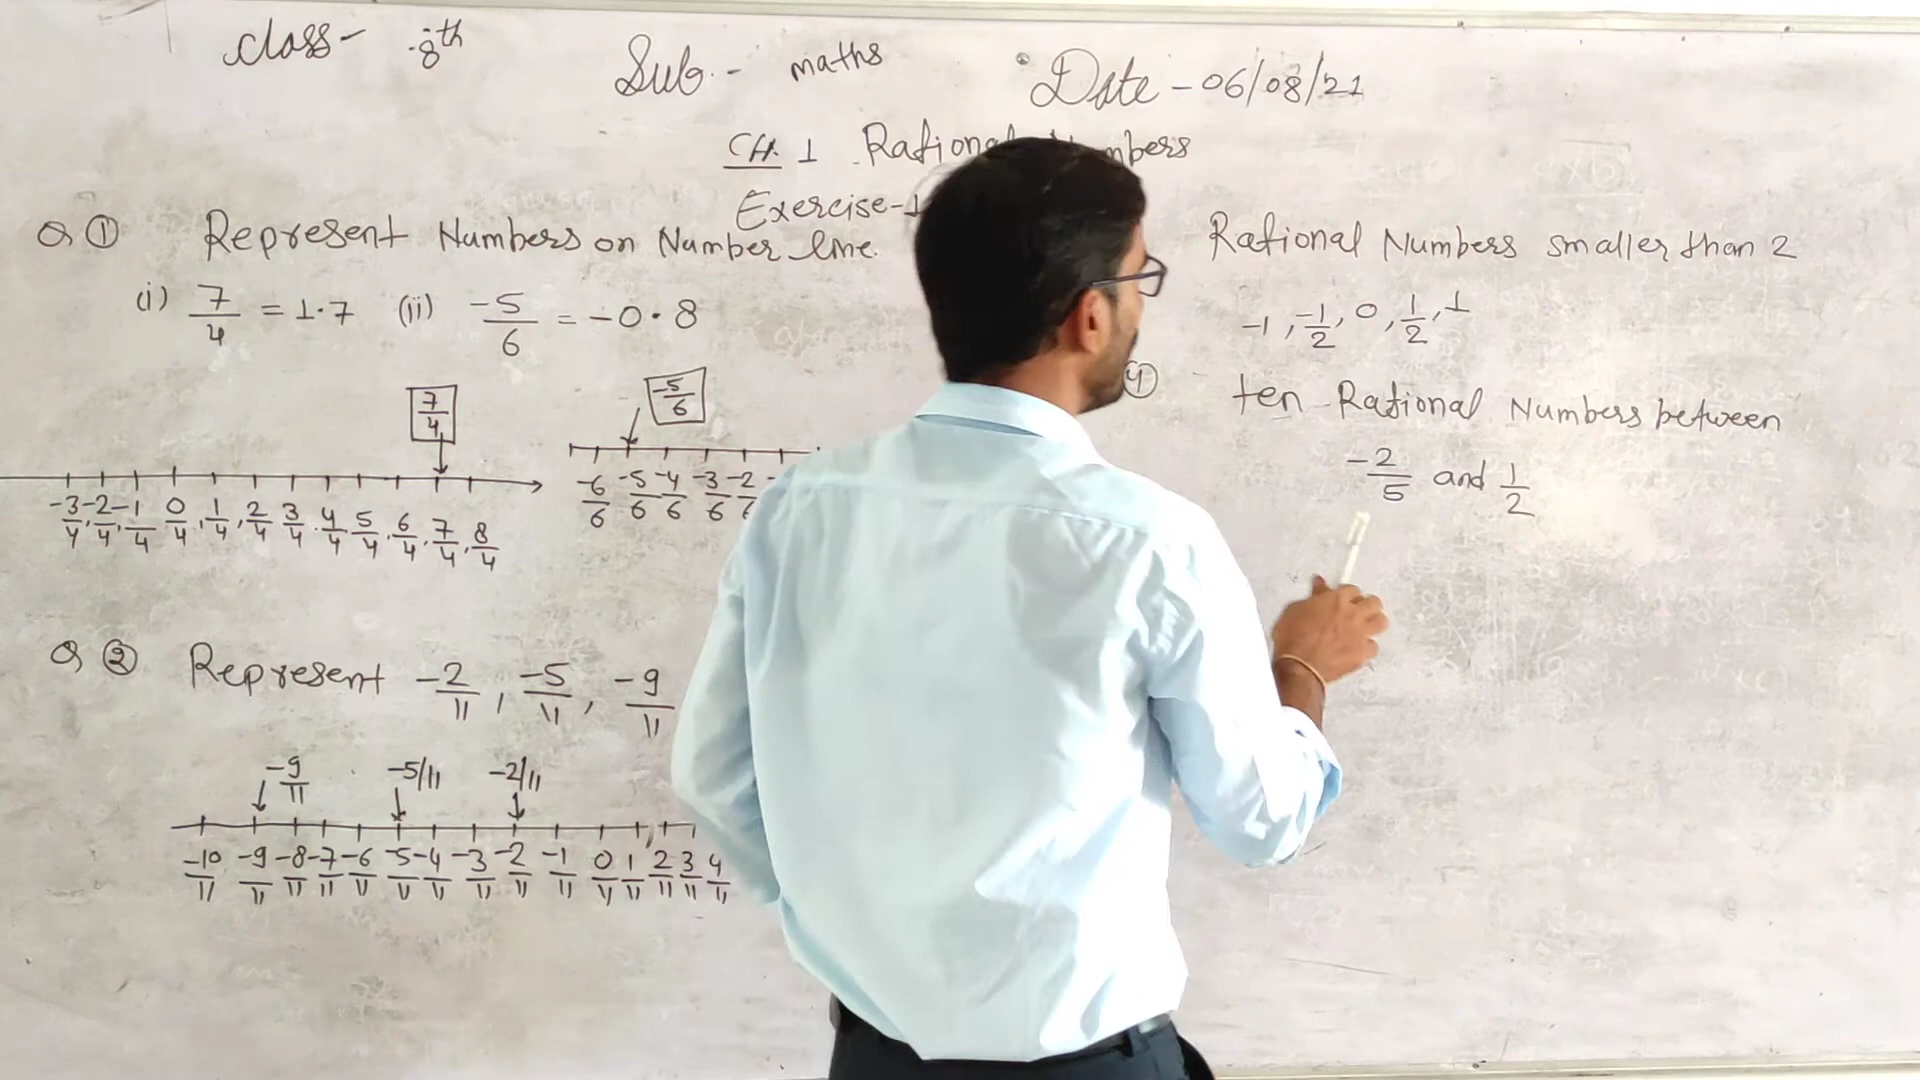 Class - 8th
Sub. - maths
Date - 06/08/21
CH. 1 Rational Numbers
Exercise-1
Q ① Represent Numbers on Number line.
(i) 7/4 = 1.7 (ii) -5/6 = -0.8
7/4
-5/6
-3/4, -2/4, -1/4 0/4, 1/4, 2/4 3/4, 4/4, 5/4, 6/4, 7/4, 8/4
-6/6 -5/6 -4/6 -3/6 -2/6
Q ② Represent -2/11, -5/11, -9/11
-9/11 -5/11 -2/11
-10/11 -9/11 -8/11 -7/11 -6/11 -5/11 -4/11 -3/11 -2/11 -1/11 0/11 1/11 2/11 3/11 4/11
Rational Numbers smaller than 2
-1, -1/2, 0, 1/2, 1
④ ten Rational Numbers between
-2/5 and 1/2